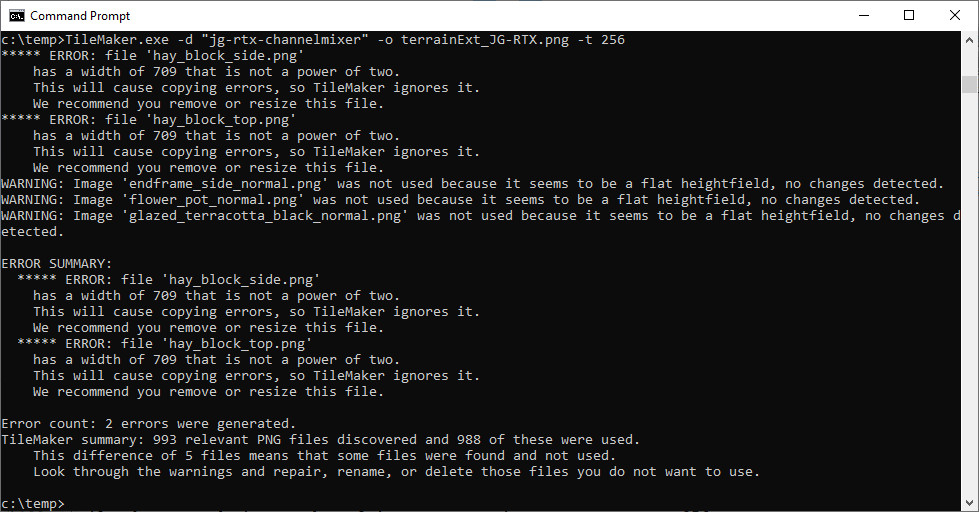 Command Prompt
c:\temp>TileMaker.exe -d "jg-rtx-channelmixer" -o terrainExt_JG-RTX.png -t 256
***** ERROR: file 'hay_block_side.png'
has a width of 709 that is not a power of two.
This will cause copying errors, so TileMaker ignores it.
We recommend you remove or resize this file.
***** ERROR: file 'hay_block_top.png'
has a width of 709 that is not a power of two.
This will cause copying errors, so TileMaker ignores it.
We recommend you remove or resize this file.
WARNING: Image 'endframe_side_normal.png' was not used because it seems to be a flat heightfield, no changes detected.
WARNING: Image 'flower_pot_normal.png' was not used because it seems to be a flat heightfield, no changes detected.
WARNING: Image 'glazed_terracotta_black_normal.png' was not used because it seems to be a flat heightfield, no changes d
etected.
ERROR SUMMARY:
***** ERROR: file 'hay_block_side.png'
has a width of 709 that is not a power of two.
This will cause copying errors, so TileMaker ignores it.
We recommend you remove or resize this file.
***** ERROR: file 'hay_block_top.png'
has a width of 709 that is not a power of two.
This will cause copying errors, so TileMaker ignores it.
We recommend you remove or resize this file.
Error count: 2 errors were generated.
TileMaker summary: 993 relevant PNG files discovered and 988 of these were used.
This difference of 5 files means that some files were found and not used.
Look through the warnings and repair, rename, or delete those files you do not want to use.
c:\temp>